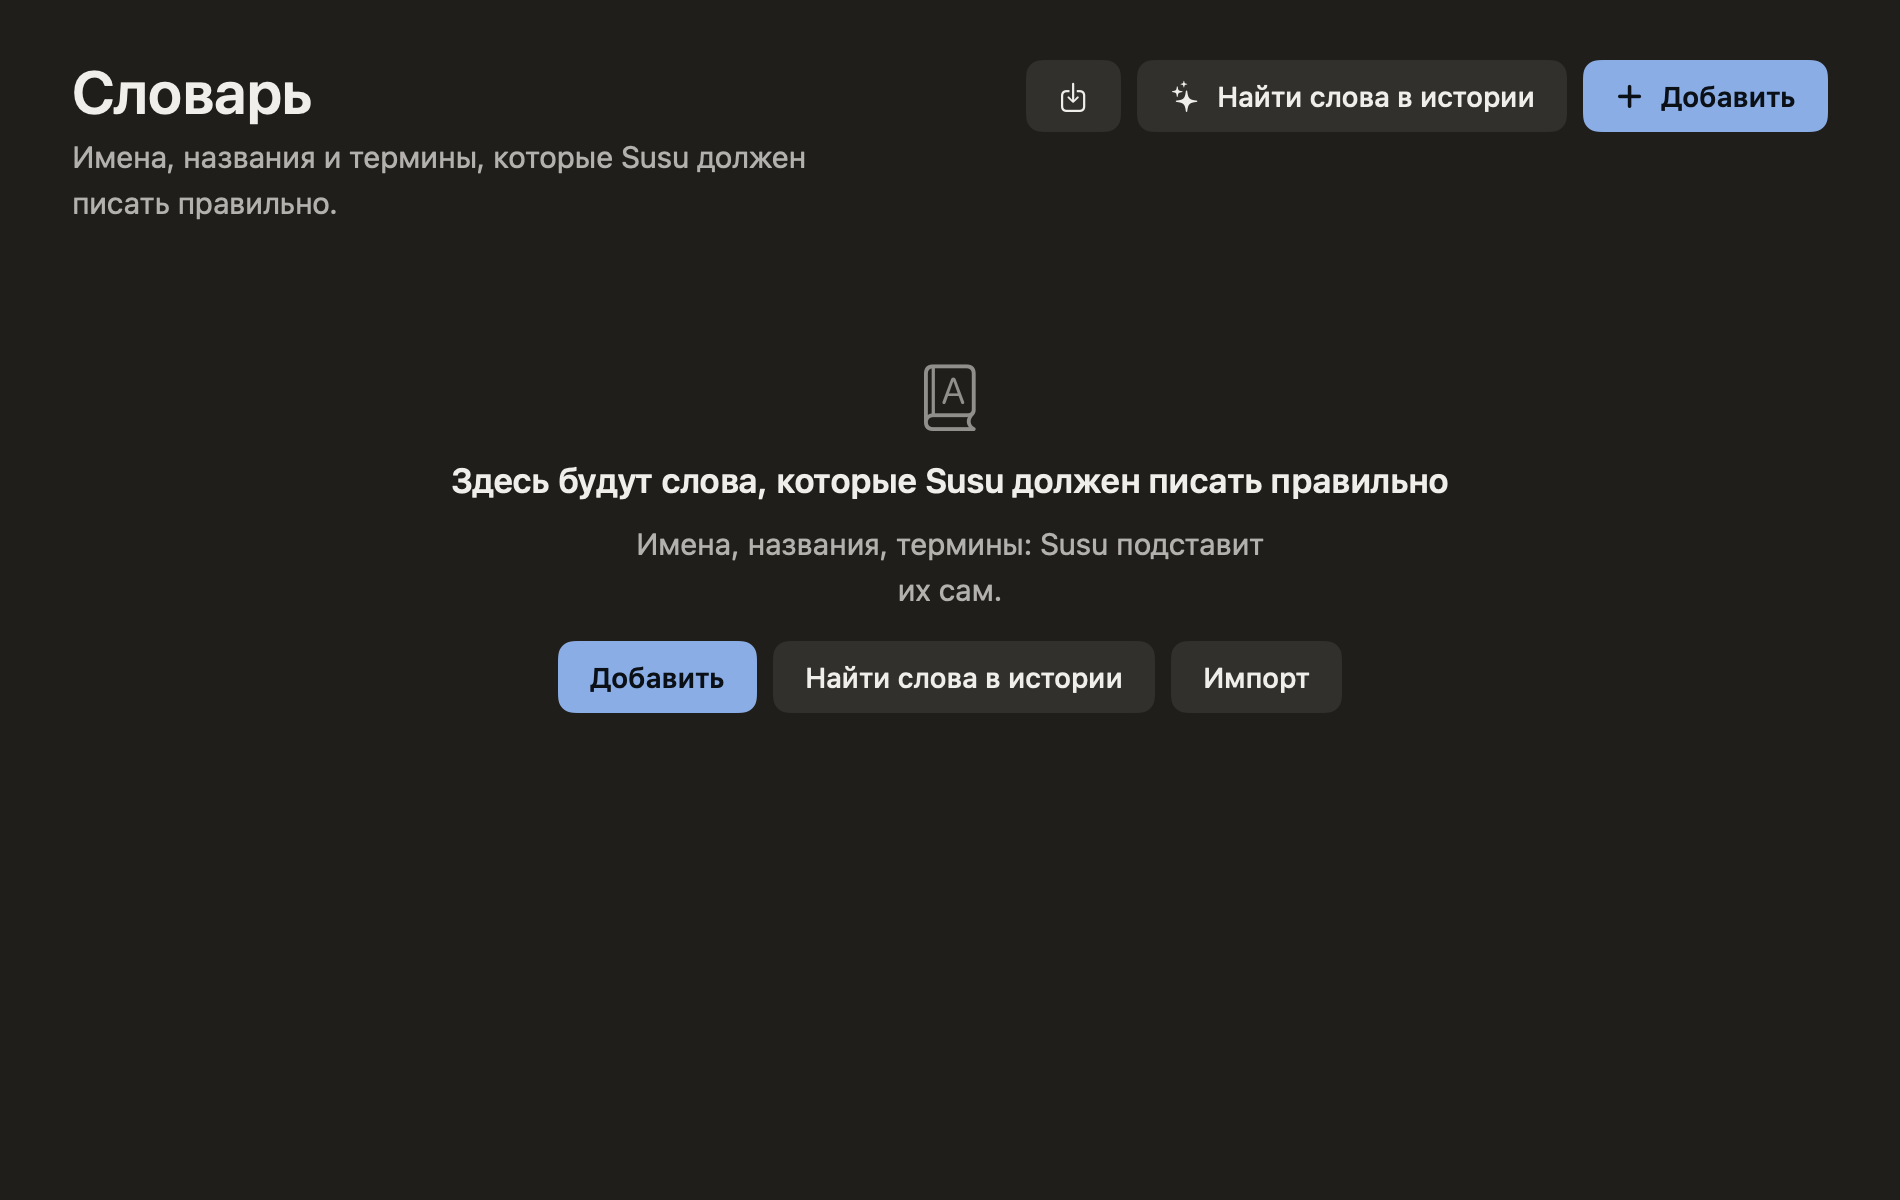 Словарь
Найти слова в истории
Добавить
Имена, названия и термины, которые Susu должен
писать правильно.
A
Здесь будут слова, которые Susu должен писать правильно
Имена, названия, термины: Susu подставит
их сам.
Добавить
Найти слова в истории
Импорт